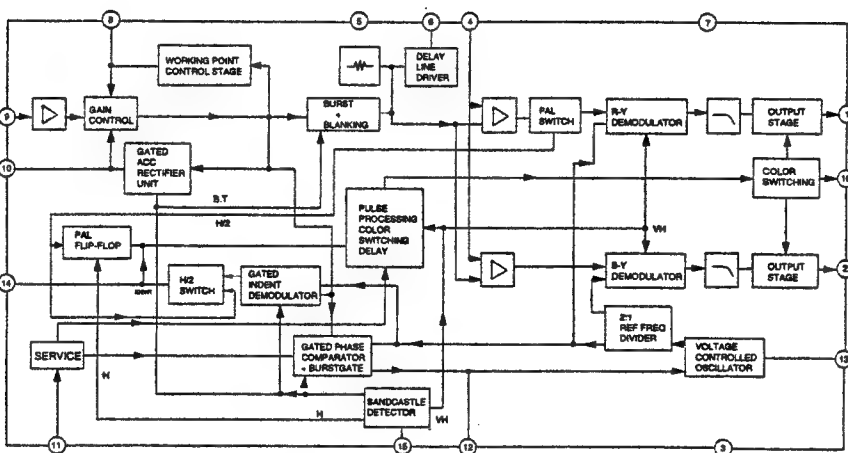 8
5
6
4
7
WORKING POINT
CONTROL STAGE
DELAY
LINE
DRIVER
9
GAIN
CONTROL
BURST
+
BLANKING
PAL
SWITCH
R-Y
DEMODULATOR
OUTPUT
STAGE
1
10
GATED
ACC
RECTIFIER
UNIT
B.T
H/2
COLOR
SWITCHING
16
PULSE
PROCESSING
COLOR
SWITCHING
DELAY
VH
PAL
FLIP-FLOP
14
IDENT
H/2
SWITCH
GATED
INDENT
DEMODULATOR
B-Y
DEMODULATOR
OUTPUT
STAGE
2
2:1
REF FREQ
DIVIDER
SERVICE
GATED PHASE
COMPARATOR
+ BURSTGATE
VOLTAGE
CONTROLLED
OSCILLATOR
13
H
H
SANDCASTLE
DETECTOR
VH
11
15
12
3